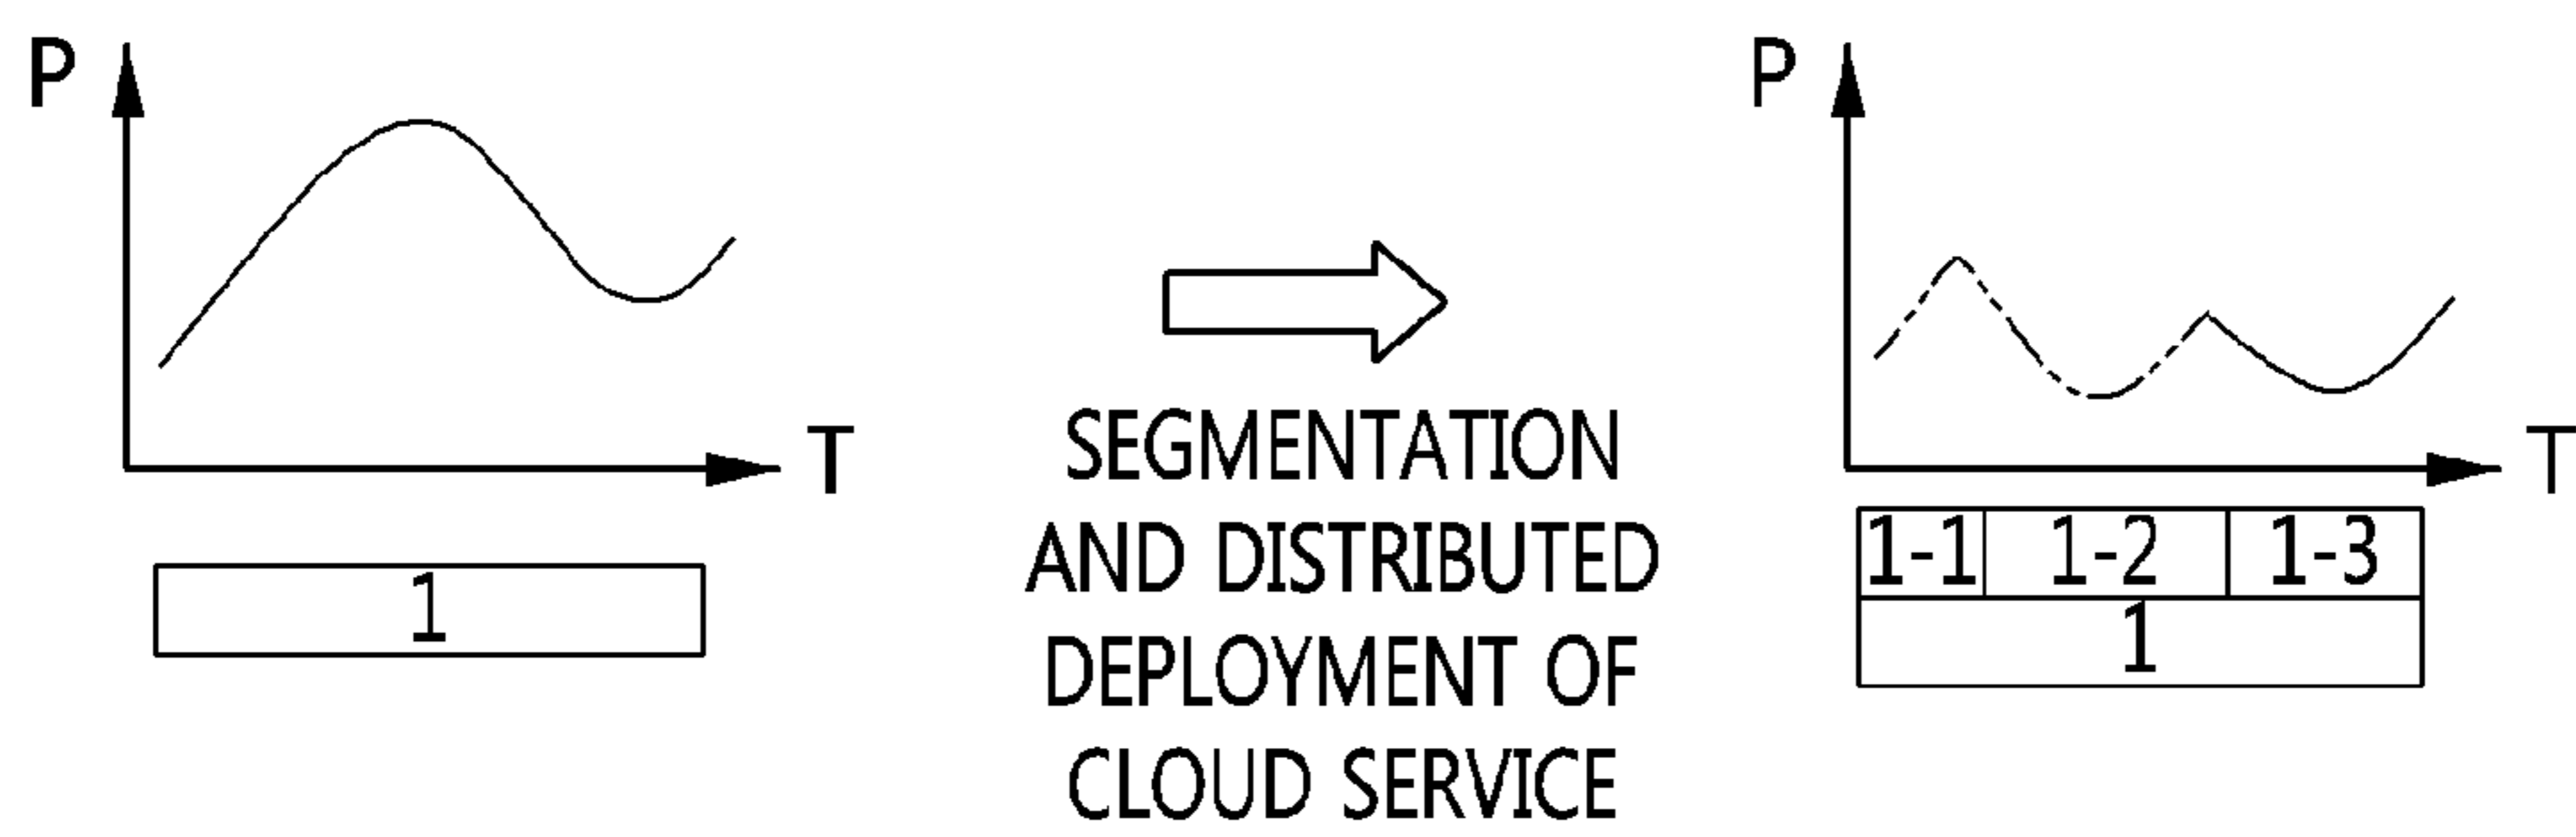 P
T
1
SEGMENTATION
AND DISTRIBUTED
DEPLOYMENT OF
CLOUD SERVICE
P
T
1-1 1-2 1-3
1